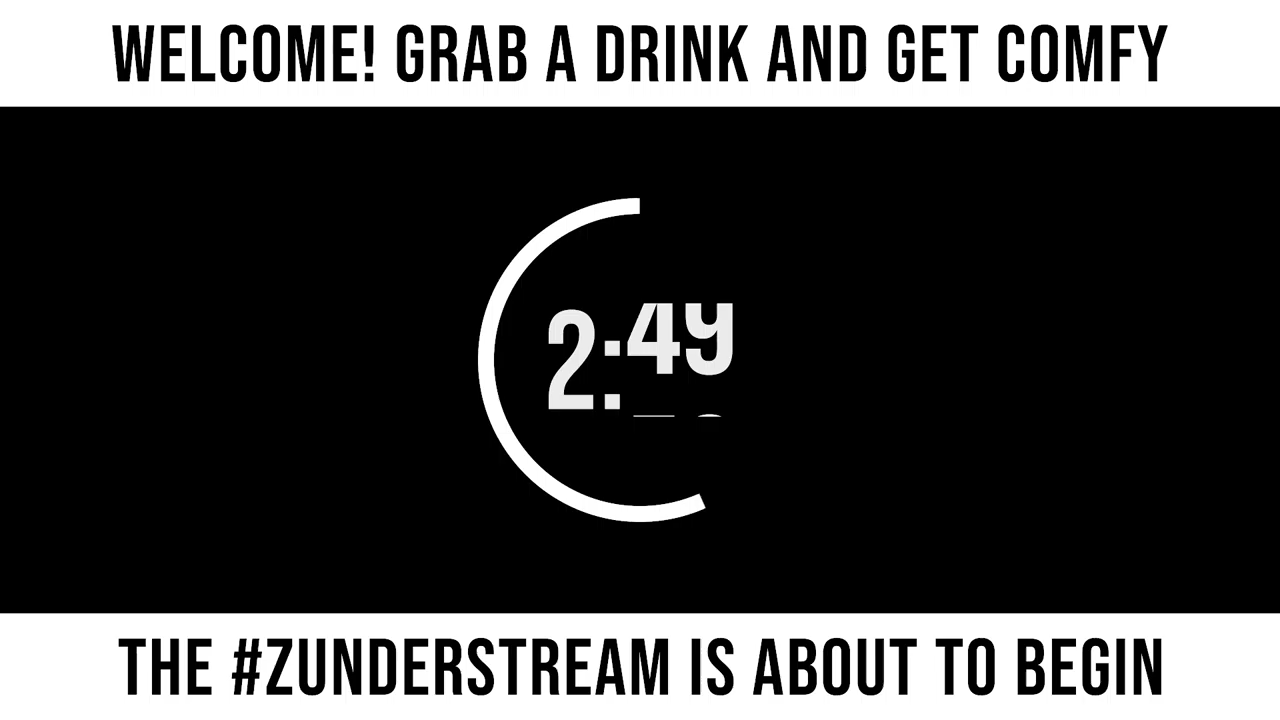 WELCOME! GRAB A DRINK AND GET COMFY
2:49
THE #ZUNDERSTREAM IS ABOUT TO BEGIN